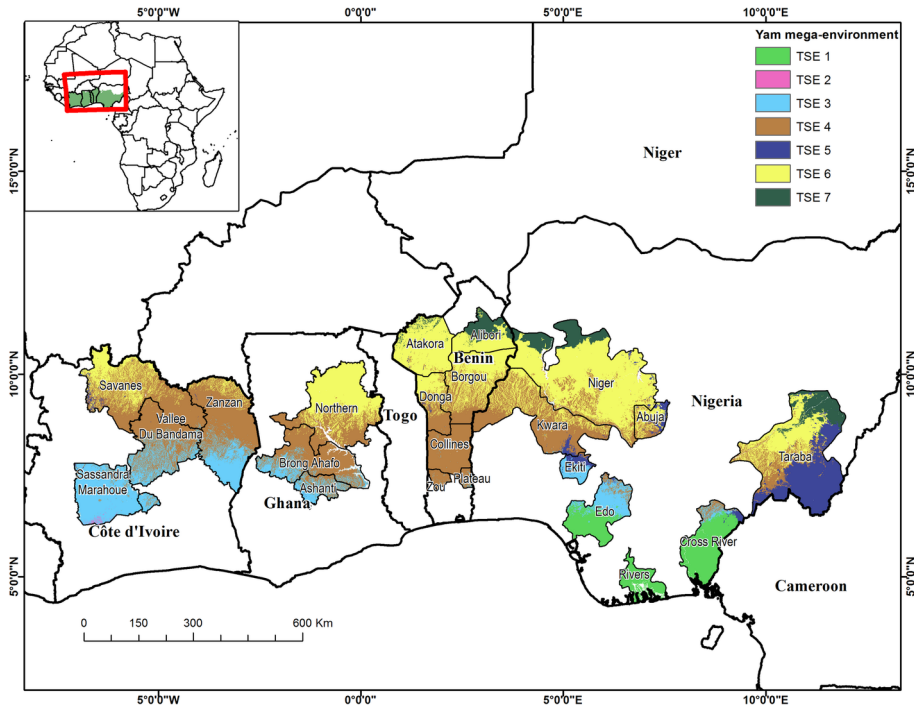 5°0'0"W
0°0'0"
5°0'0"E
10°0'0"E
Yam mega-environment
TSE 1
TSE 2
TSE 3
TSE 4
TSE 5
TSE 6
TSE 7
15°0'0"N
15°0'0"N
Niger
Atakora
Alibori
Benin
10°0'0"N
10°0'0"N
Savanes
Zanzan
Vallee
Du Bandama
Northern
Togo
Donga
Borgou
Niger
Nigeria
Abuja
Kwara
Collines
Taraba
Sassandra
Marahoué
Brong Ahafo
Ashanti
Ghana
Zou
Plateau
Ekiti
Edo
Côte d'Ivoire
Cross River
Rivers
5°0'0"N
5°0'0"N
Cameroon
0 150 300 600 Km
5°0'0"W
0°0'0"
5°0'0"E
10°0'0"E